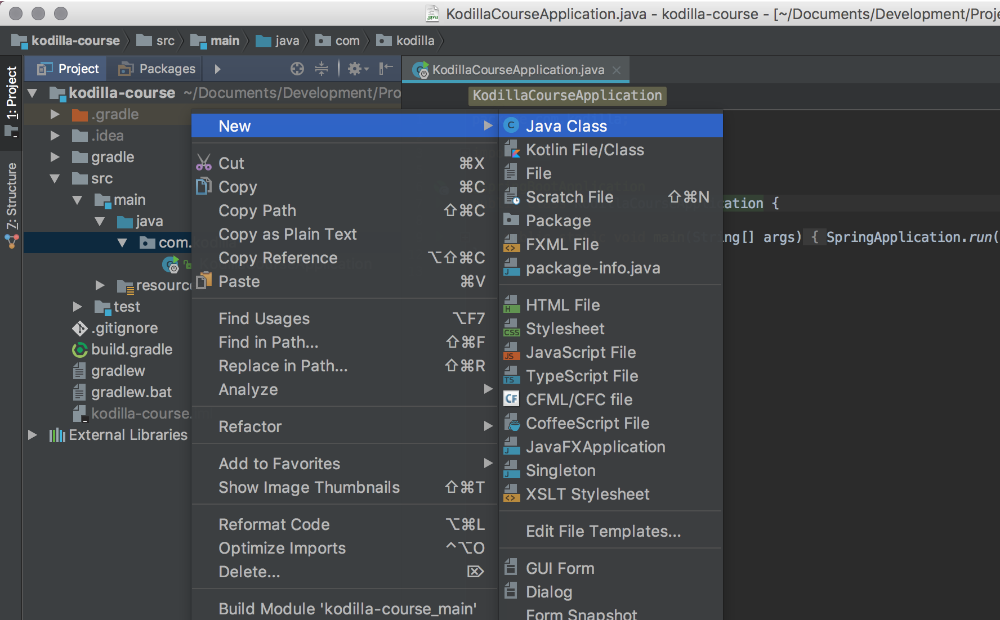 KodillaCourseApplication.java - kodilla-course - [~/Documents/Development/Proje
kodilla-course src main java com kodilla
1: Project
7: Structure
Project Packages
KodillaCourseApplication.java
kodilla-course ~/Documents/Development/Pro
KodillaCourseApplication
.gradle
.idea
gradle
src
main
java
com.kodilla
resourc
test
.gitignore
build.gradle
gradlew
gradlew.bat
kodilla-course.iml
External Libraries
New
Cut ⌘X
Copy ⌘C
Copy Path ⇧⌘C
Copy as Plain Text
Copy Reference ⌥⇧⌘C
Paste ⌘V
Find Usages ⌥F7
Find in Path... ⇧⌘F
Replace in Path... ⇧⌘R
Analyze
Refactor
Add to Favorites
Show Image Thumbnails ⇧⌘T
Reformat Code ⌥⌘L
Optimize Imports ^⌥O
Delete... ⌦
Build Module 'kodilla-course_main'
Java Class
Kotlin File/Class
File
Scratch File ⇧⌘N
Package
FXML File
package-info.java
HTML File
Stylesheet
JavaScript File
TypeScript File
CFML/CFC file
CoffeeScript File
JavaFXApplication
Singleton
XSLT Stylesheet
Edit File Templates...
GUI Form
Dialog
Form Snapshot
cation {
void main(String[] args) { SpringApplication.run(